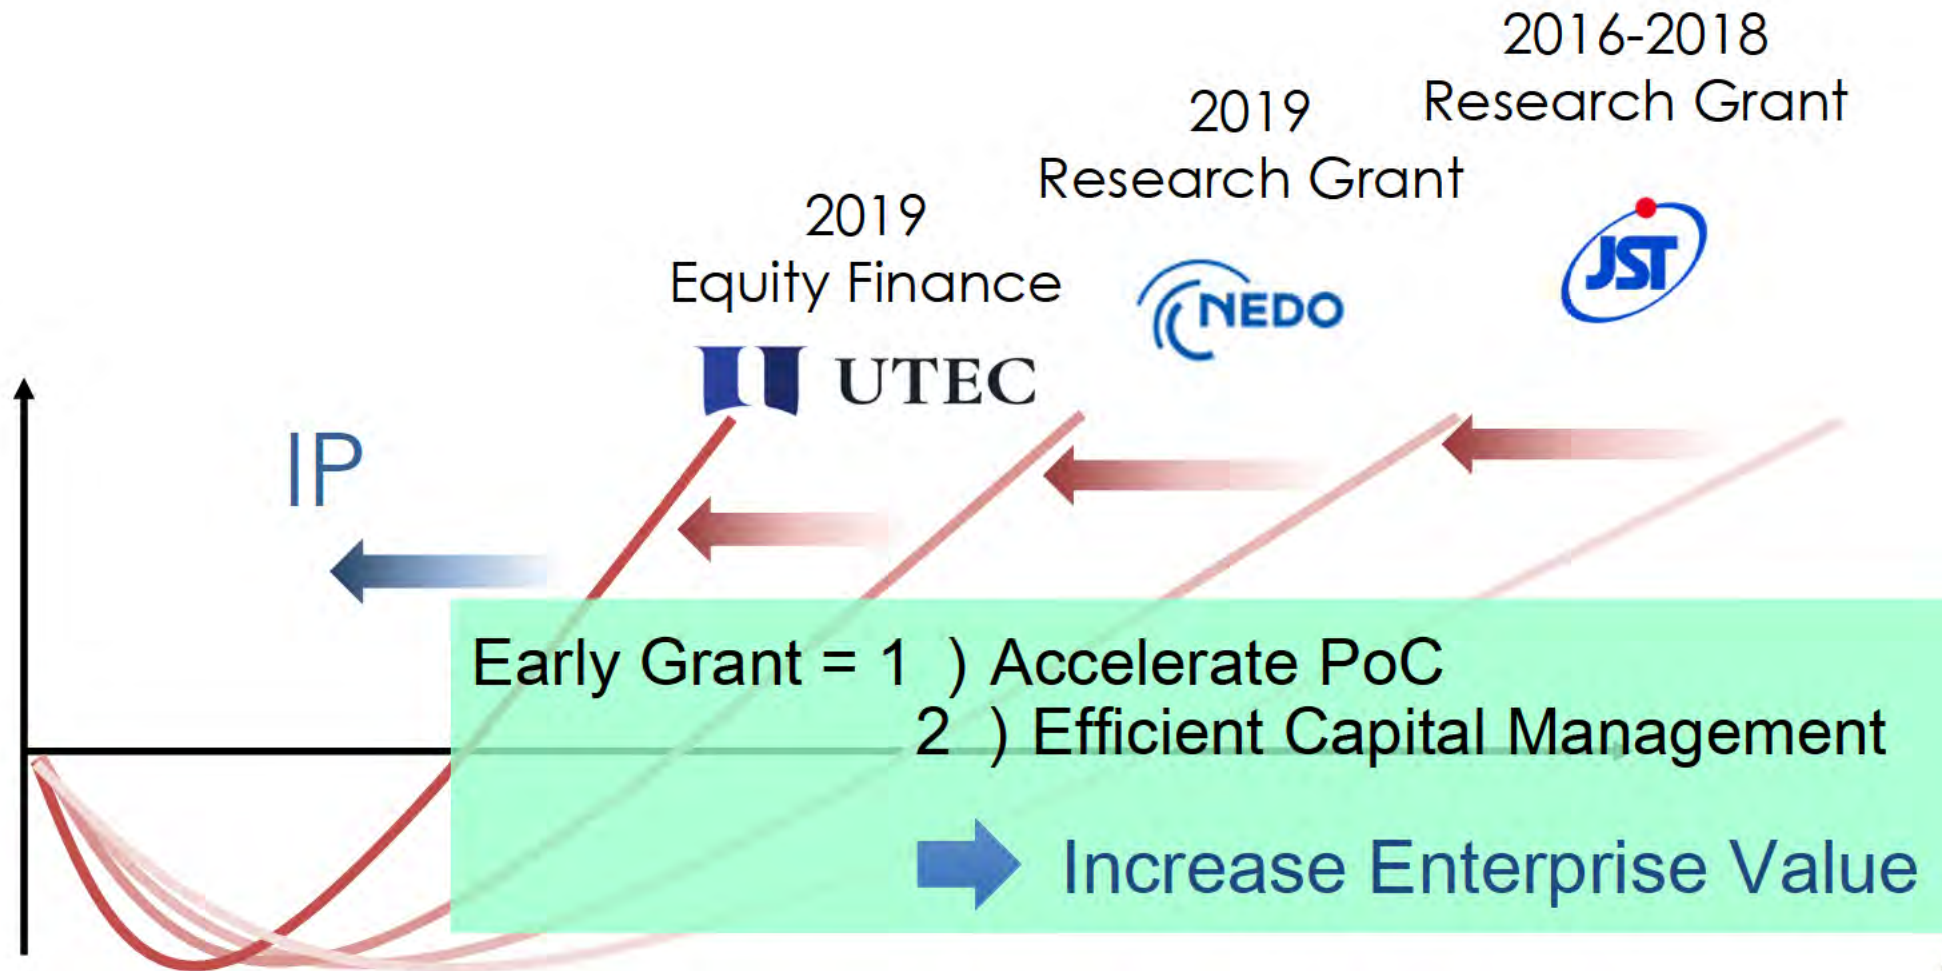 2016-2018
Research Grant
JST
2019
Research Grant
NEDO
2019
Equity Finance
UTEC
IP
Early Grant = 1 ) Accelerate PoC
2 ) Efficient Capital Management
Increase Enterprise Value